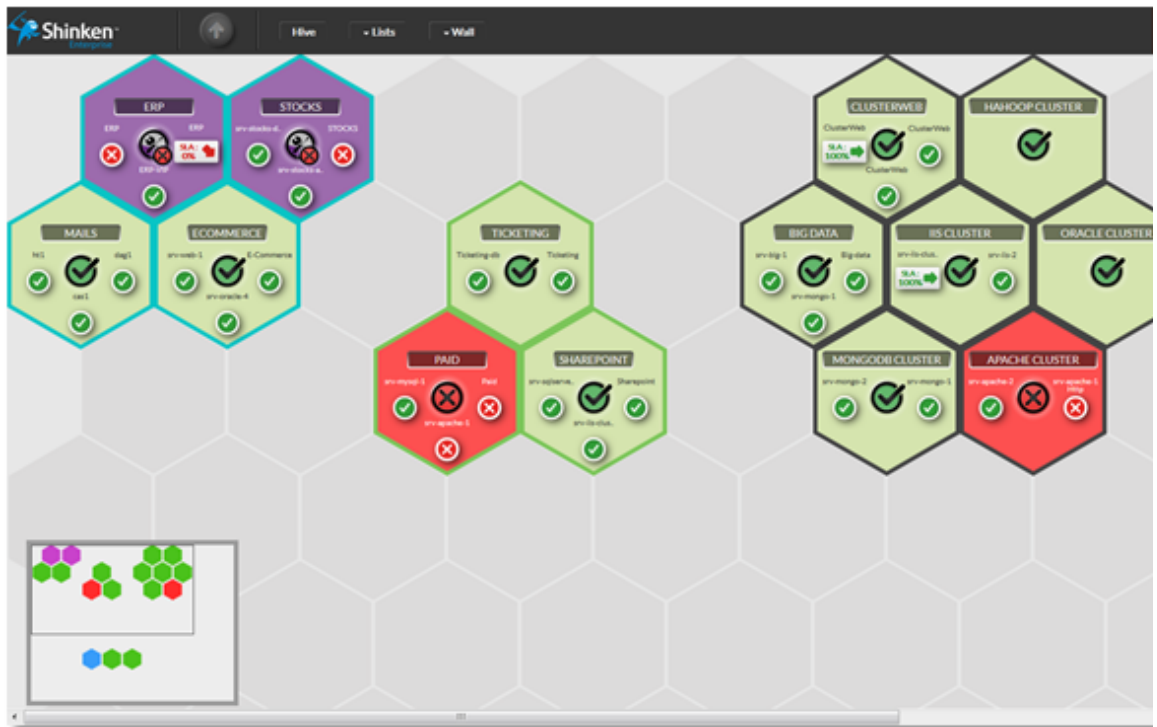 Shinken™
Enterprise
Hive
Lists
Wall
ERP
ERP
ERP
SLA:
0%
STOCKS
srv-stocks-d..
STOCKS
srv-stocks-a..
MAILS
ht1
dag1
cas1
ECOMMERCE
srv-web-1
E-Commerce
srv-oracle-4
TICKETING
Ticketing-db
Ticketing
PAID
srv-mysql-1
Paid
srv-apache-1
SHAREPOINT
srv-sqlserve..
Sharepoint
srv-iis-clus..
CLUSTERWEB
ClusterWeb
ClusterWeb
SLA:
100%
ClusterWeb
HAHOOP CLUSTER
BIG DATA
srv-big-1
Big-data
srv-mongo-1
IIS CLUSTER
srv-iis-clus..
srv-iis-2
SLA:
100%
ORACLE CLUSTER
MONGODB CLUSTER
srv-mongo-2
srv-mongo-1
APACHE CLUSTER
srv-apache-2
srv-apache-1
Http